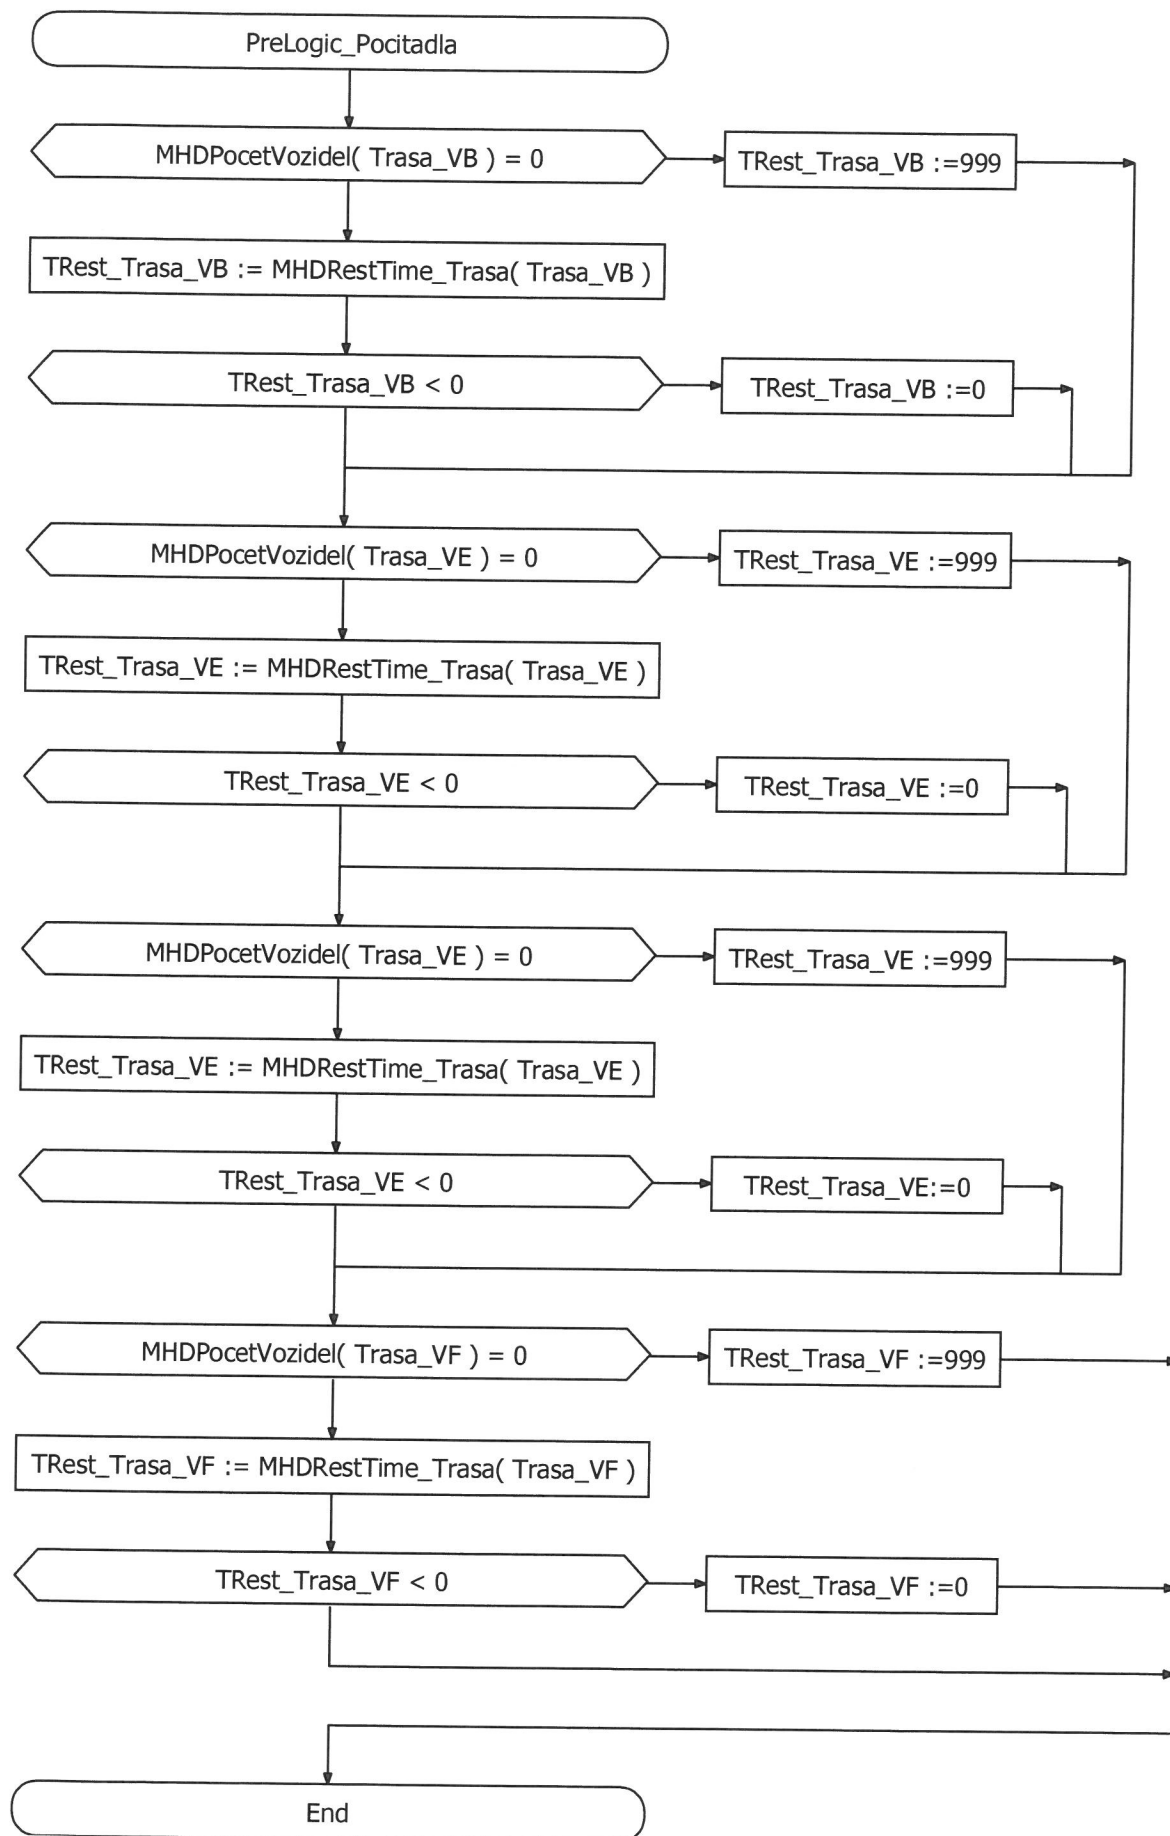 PreLogic_Pocitadla
MHDPocetVozidel( Trasa_VB ) = 0
TRest_Trasa_VB :=999
TRest_Trasa_VB := MHDRestTime_Trasa( Trasa_VB )
TRest_Trasa_VB < 0
TRest_Trasa_VB :=0
MHDPocetVozidel( Trasa_VE ) = 0
TRest_Trasa_VE :=999
TRest_Trasa_VE := MHDRestTime_Trasa( Trasa_VE )
TRest_Trasa_VE < 0
TRest_Trasa_VE :=0
MHDPocetVozidel( Trasa_VE ) = 0
TRest_Trasa_VE :=999
TRest_Trasa_VE := MHDRestTime_Trasa( Trasa_VE )
TRest_Trasa_VE < 0
TRest_Trasa_VE:=0
MHDPocetVozidel( Trasa_VF ) = 0
TRest_Trasa_VF :=999
TRest_Trasa_VF := MHDRestTime_Trasa( Trasa_VF )
TRest_Trasa_VF < 0
TRest_Trasa_VF :=0
End